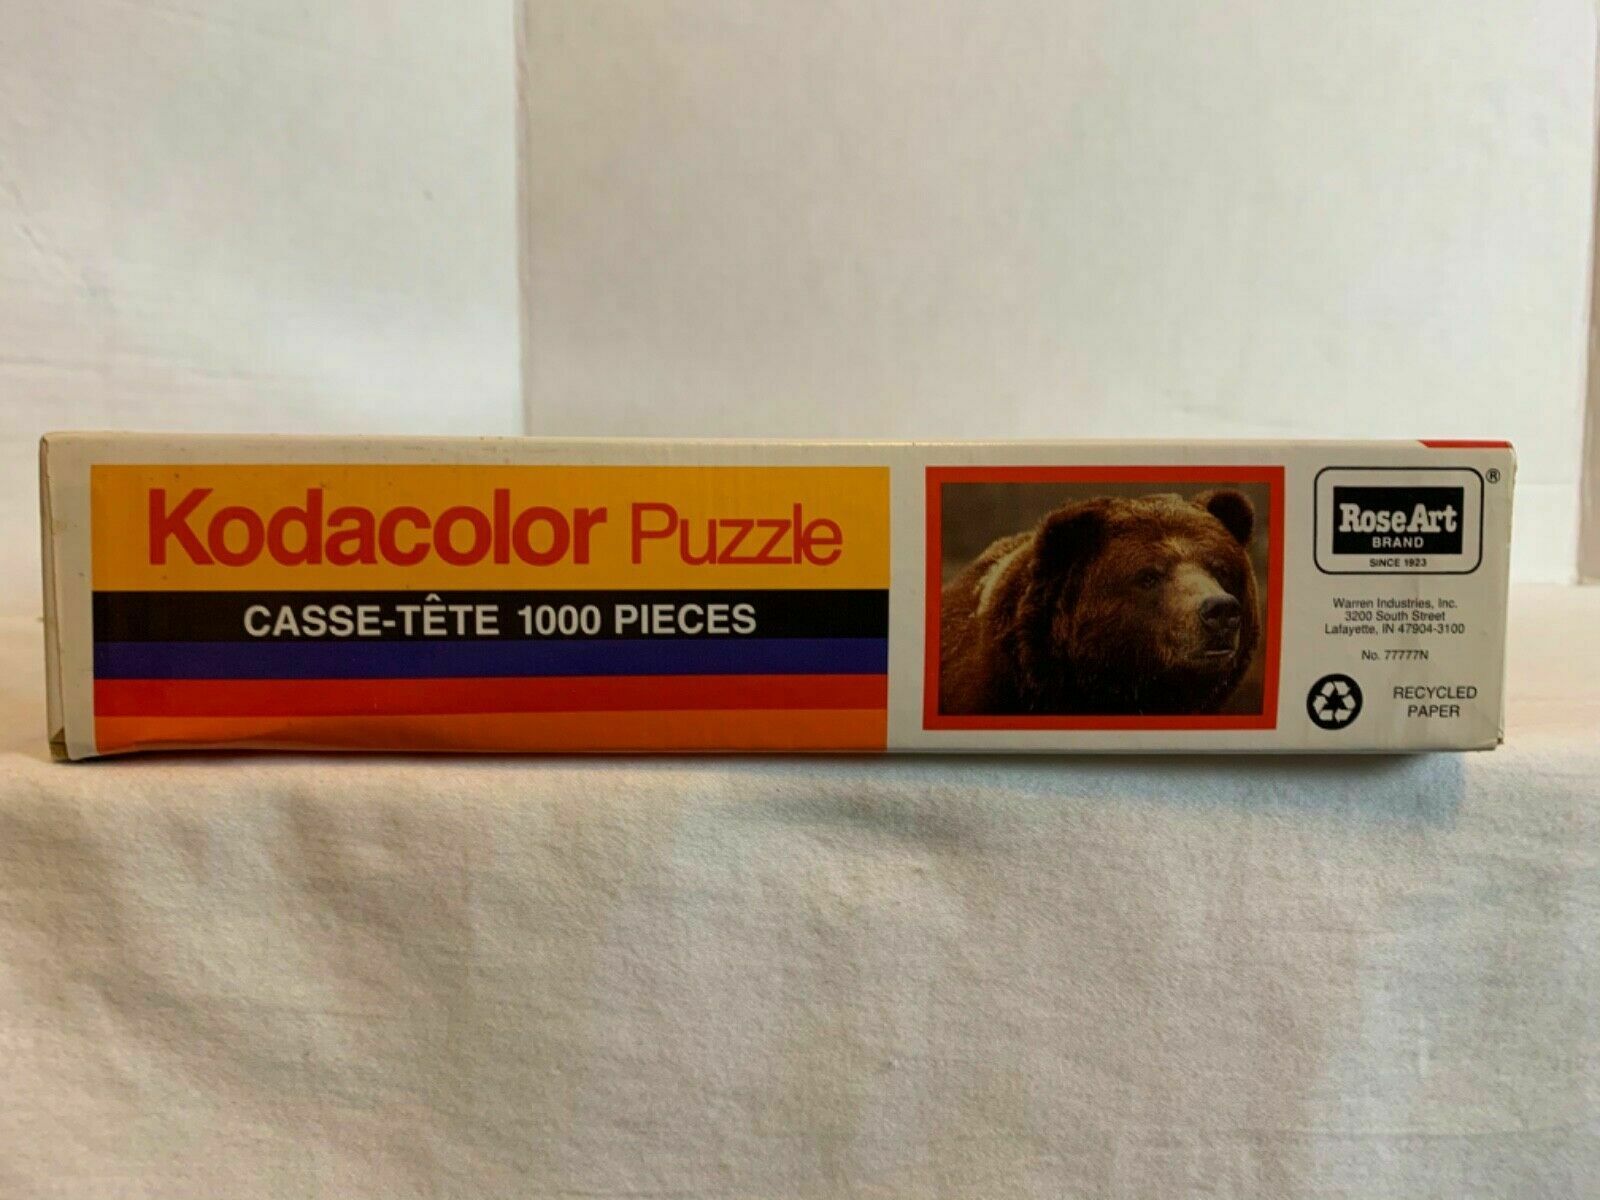 Kodacolor Puzzle
CASSE-TÊTE 1000 PIECES
RoseArt
BRAND
SINCE 1923
®
Warren Industries, Inc.
3200 South Street
Lafayette, IN 47904-3100
No. 77777N
RECYCLED
PAPER